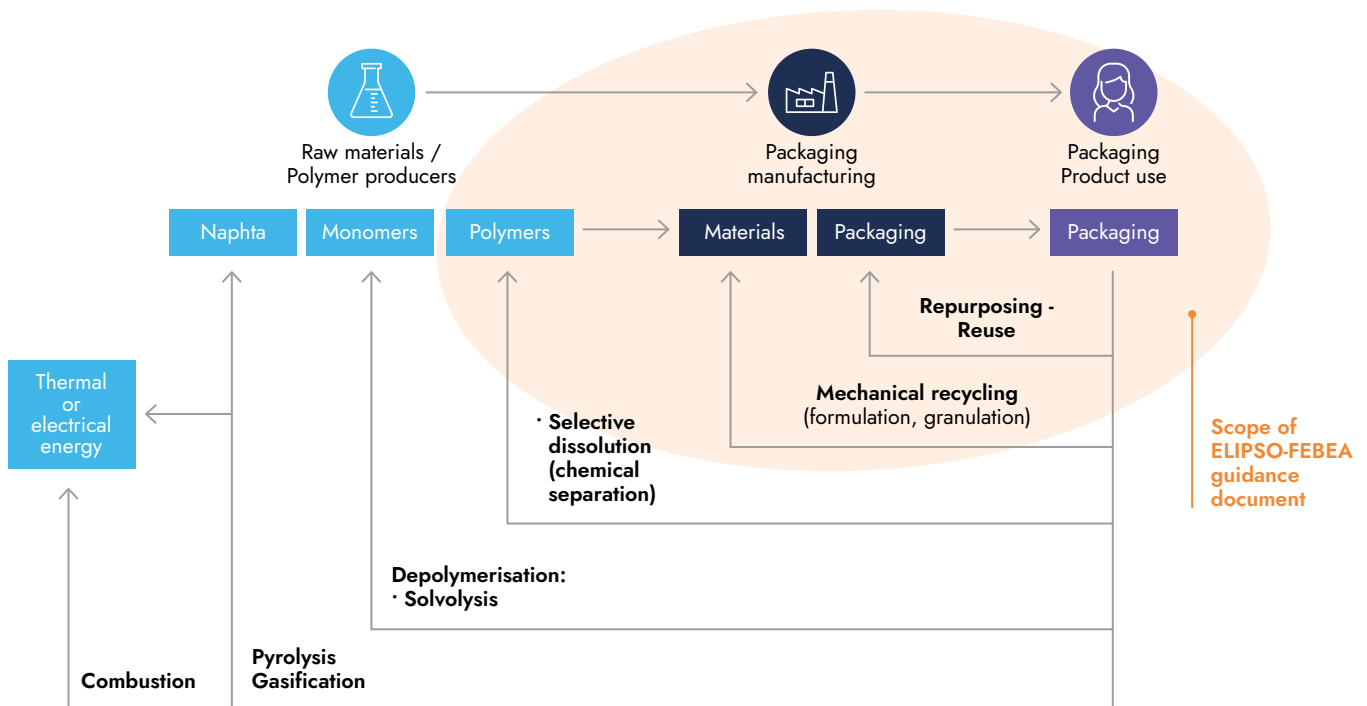 Raw materials /
Polymer producers
Packaging
manufacturing
Packaging
Product use
Naphta
Monomers
Polymers
Materials
Packaging
Packaging
Repurposing -
Reuse
Thermal
or
electrical
energy
Mechanical recycling
(formulation, granulation)
· Selective
dissolution
(chemical
separation)
Scope of
ELIPSO-FEBEA
guidance
document
Depolymerisation:
· Solvolysis
Combustion
Pyrolysis
Gasification